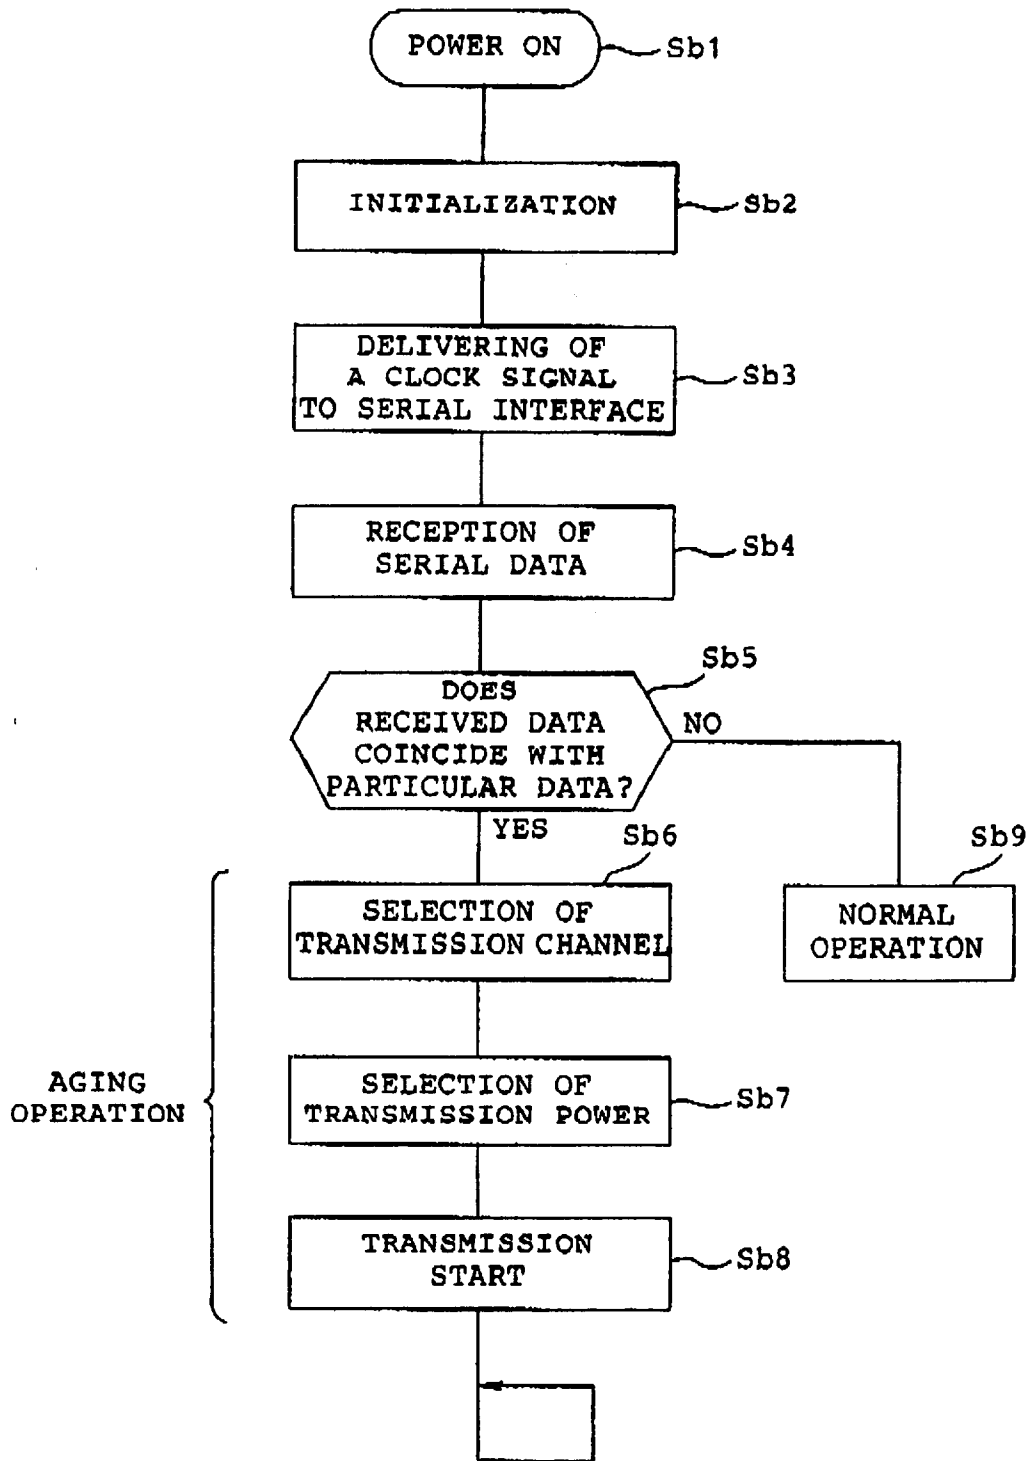 POWER ON
Sb1
INITIALIZATION
Sb2
DELIVERING OF
A CLOCK SIGNAL
TO SERIAL INTERFACE
Sb3
RECEPTION OF
SERIAL DATA
Sb4
Sb5
DOES
RECEIVED DATA
COINCIDE WITH
PARTICULAR DATA?
NO
YES
Sb6
Sb9
SELECTION OF
TRANSMISSION CHANNEL
NORMAL
OPERATION
AGING
OPERATION
SELECTION OF
TRANSMISSION POWER
Sb7
TRANSMISSION
START
Sb8